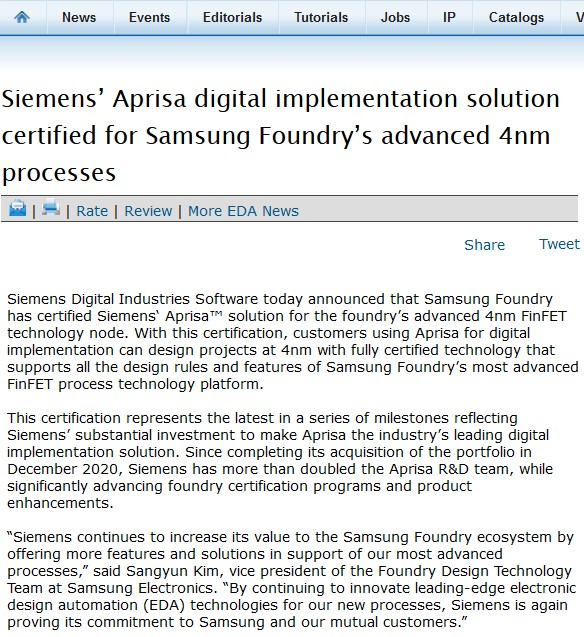 News Events Editorials Tutorials Jobs IP Catalogs V
Siemens’ Aprisa digital implementation solution
certified for Samsung Foundry’s advanced 4nm
processes
| | Rate | Review | More EDA News
Share Tweet
Siemens Digital Industries Software today announced that Samsung Foundry
has certified Siemens‘ Aprisa™ solution for the foundry’s advanced 4nm FinFET
technology node. With this certification, customers using Aprisa for digital
implementation can design projects at 4nm with fully certified technology that
supports all the design rules and features of Samsung Foundry’s most advanced
FinFET process technology platform.
This certification represents the latest in a series of milestones reflecting
Siemens’ substantial investment to make Aprisa the industry’s leading digital
implementation solution. Since completing its acquisition of the portfolio in
December 2020, Siemens has more than doubled the Aprisa R&D team, while
significantly advancing foundry certification programs and product
enhancements.
“Siemens continues to increase its value to the Samsung Foundry ecosystem by
offering more features and solutions in support of our most advanced
processes,” said Sangyun Kim, vice president of the Foundry Design Technology
Team at Samsung Electronics. “By continuing to innovate leading-edge electronic
design automation (EDA) technologies for our new processes, Siemens is again
proving its commitment to Samsung and our mutual customers.”